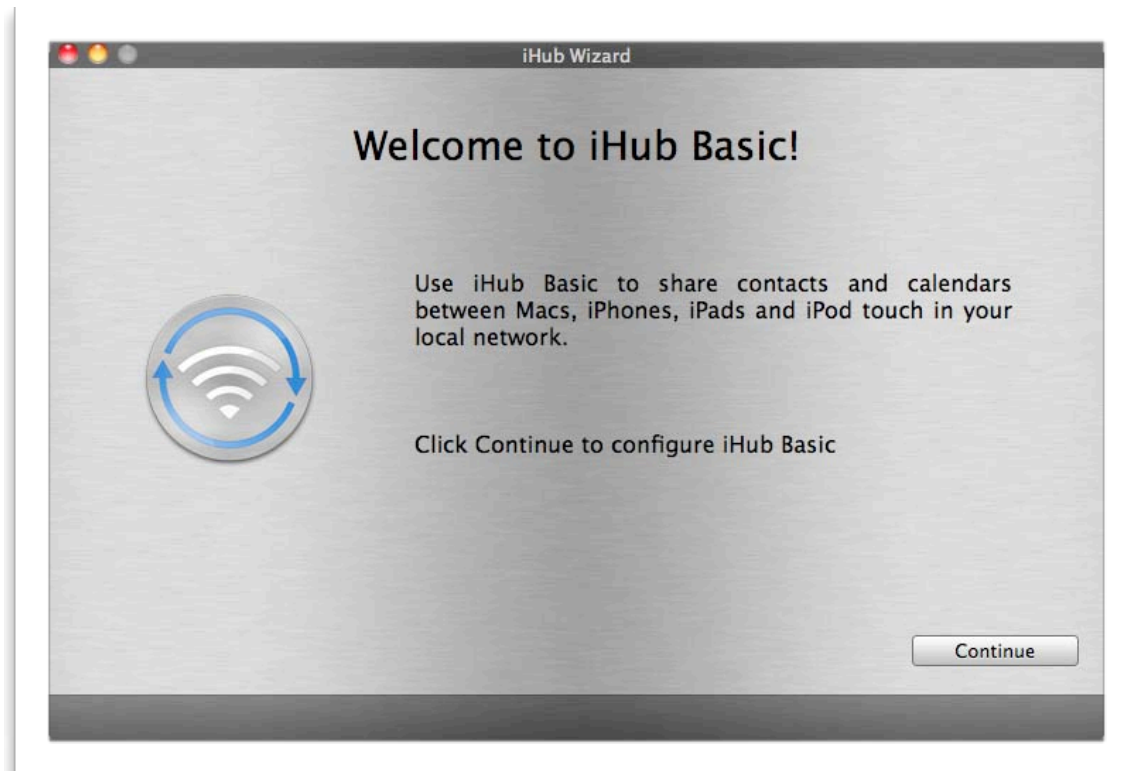 iHub Wizard
Welcome to iHub Basic!
Use iHub Basic to share contacts and calendars
between Macs, iPhones, iPads and iPod touch in your
local network.
Click Continue to configure iHub Basic
Continue